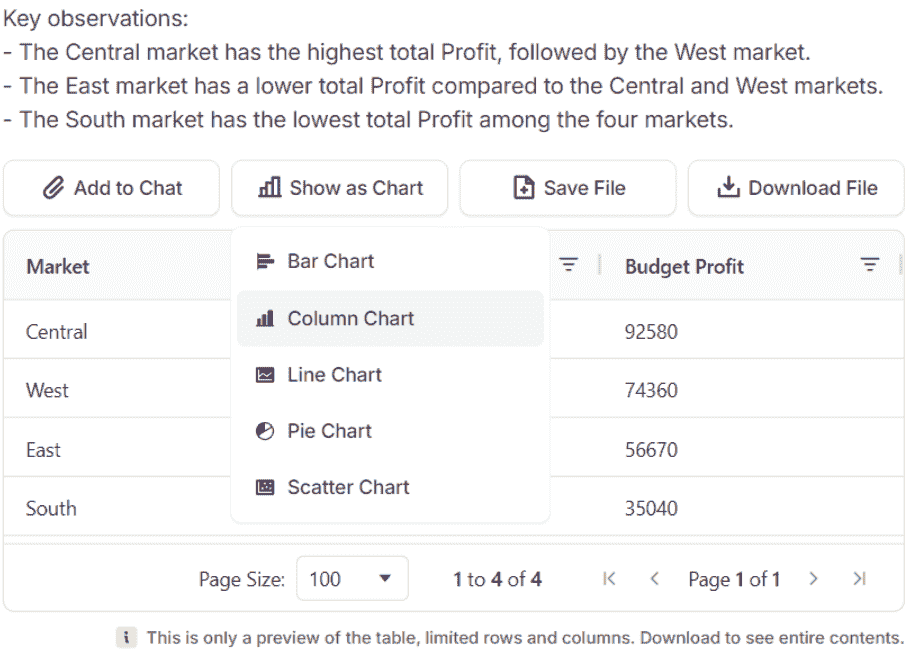 Key observations:
- The Central market has the highest total Profit, followed by the West market.
- The East market has a lower total Profit compared to the Central and West markets.
- The South market has the lowest total Profit among the four markets.
Add to Chat Show as Chart Save File Download File
Market Budget Profit
Bar Chart
Column Chart
Line Chart
Pie Chart
Scatter Chart
Central 92580
West 74360
East 56670
South 35040
Page Size: 100 1 to 4 of 4 Page 1 of 1
i This is only a preview of the table, limited rows and columns. Download to see entire contents.